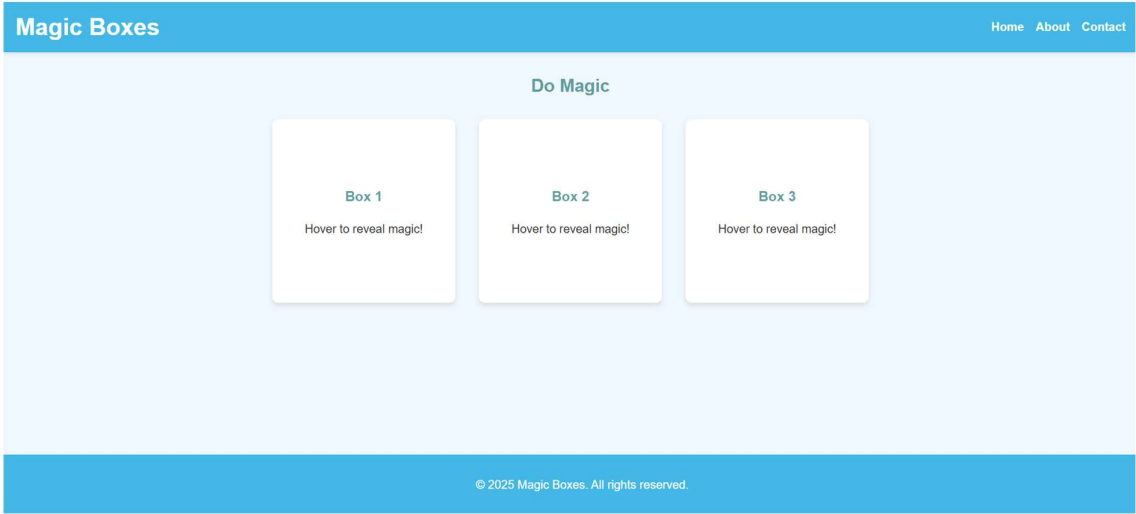 Magic Boxes
Home About Contact
Do Magic
Box 1
Hover to reveal magic!
Box 2
Hover to reveal magic!
Box 3
Hover to reveal magic!
© 2025 Magic Boxes. All rights reserved.